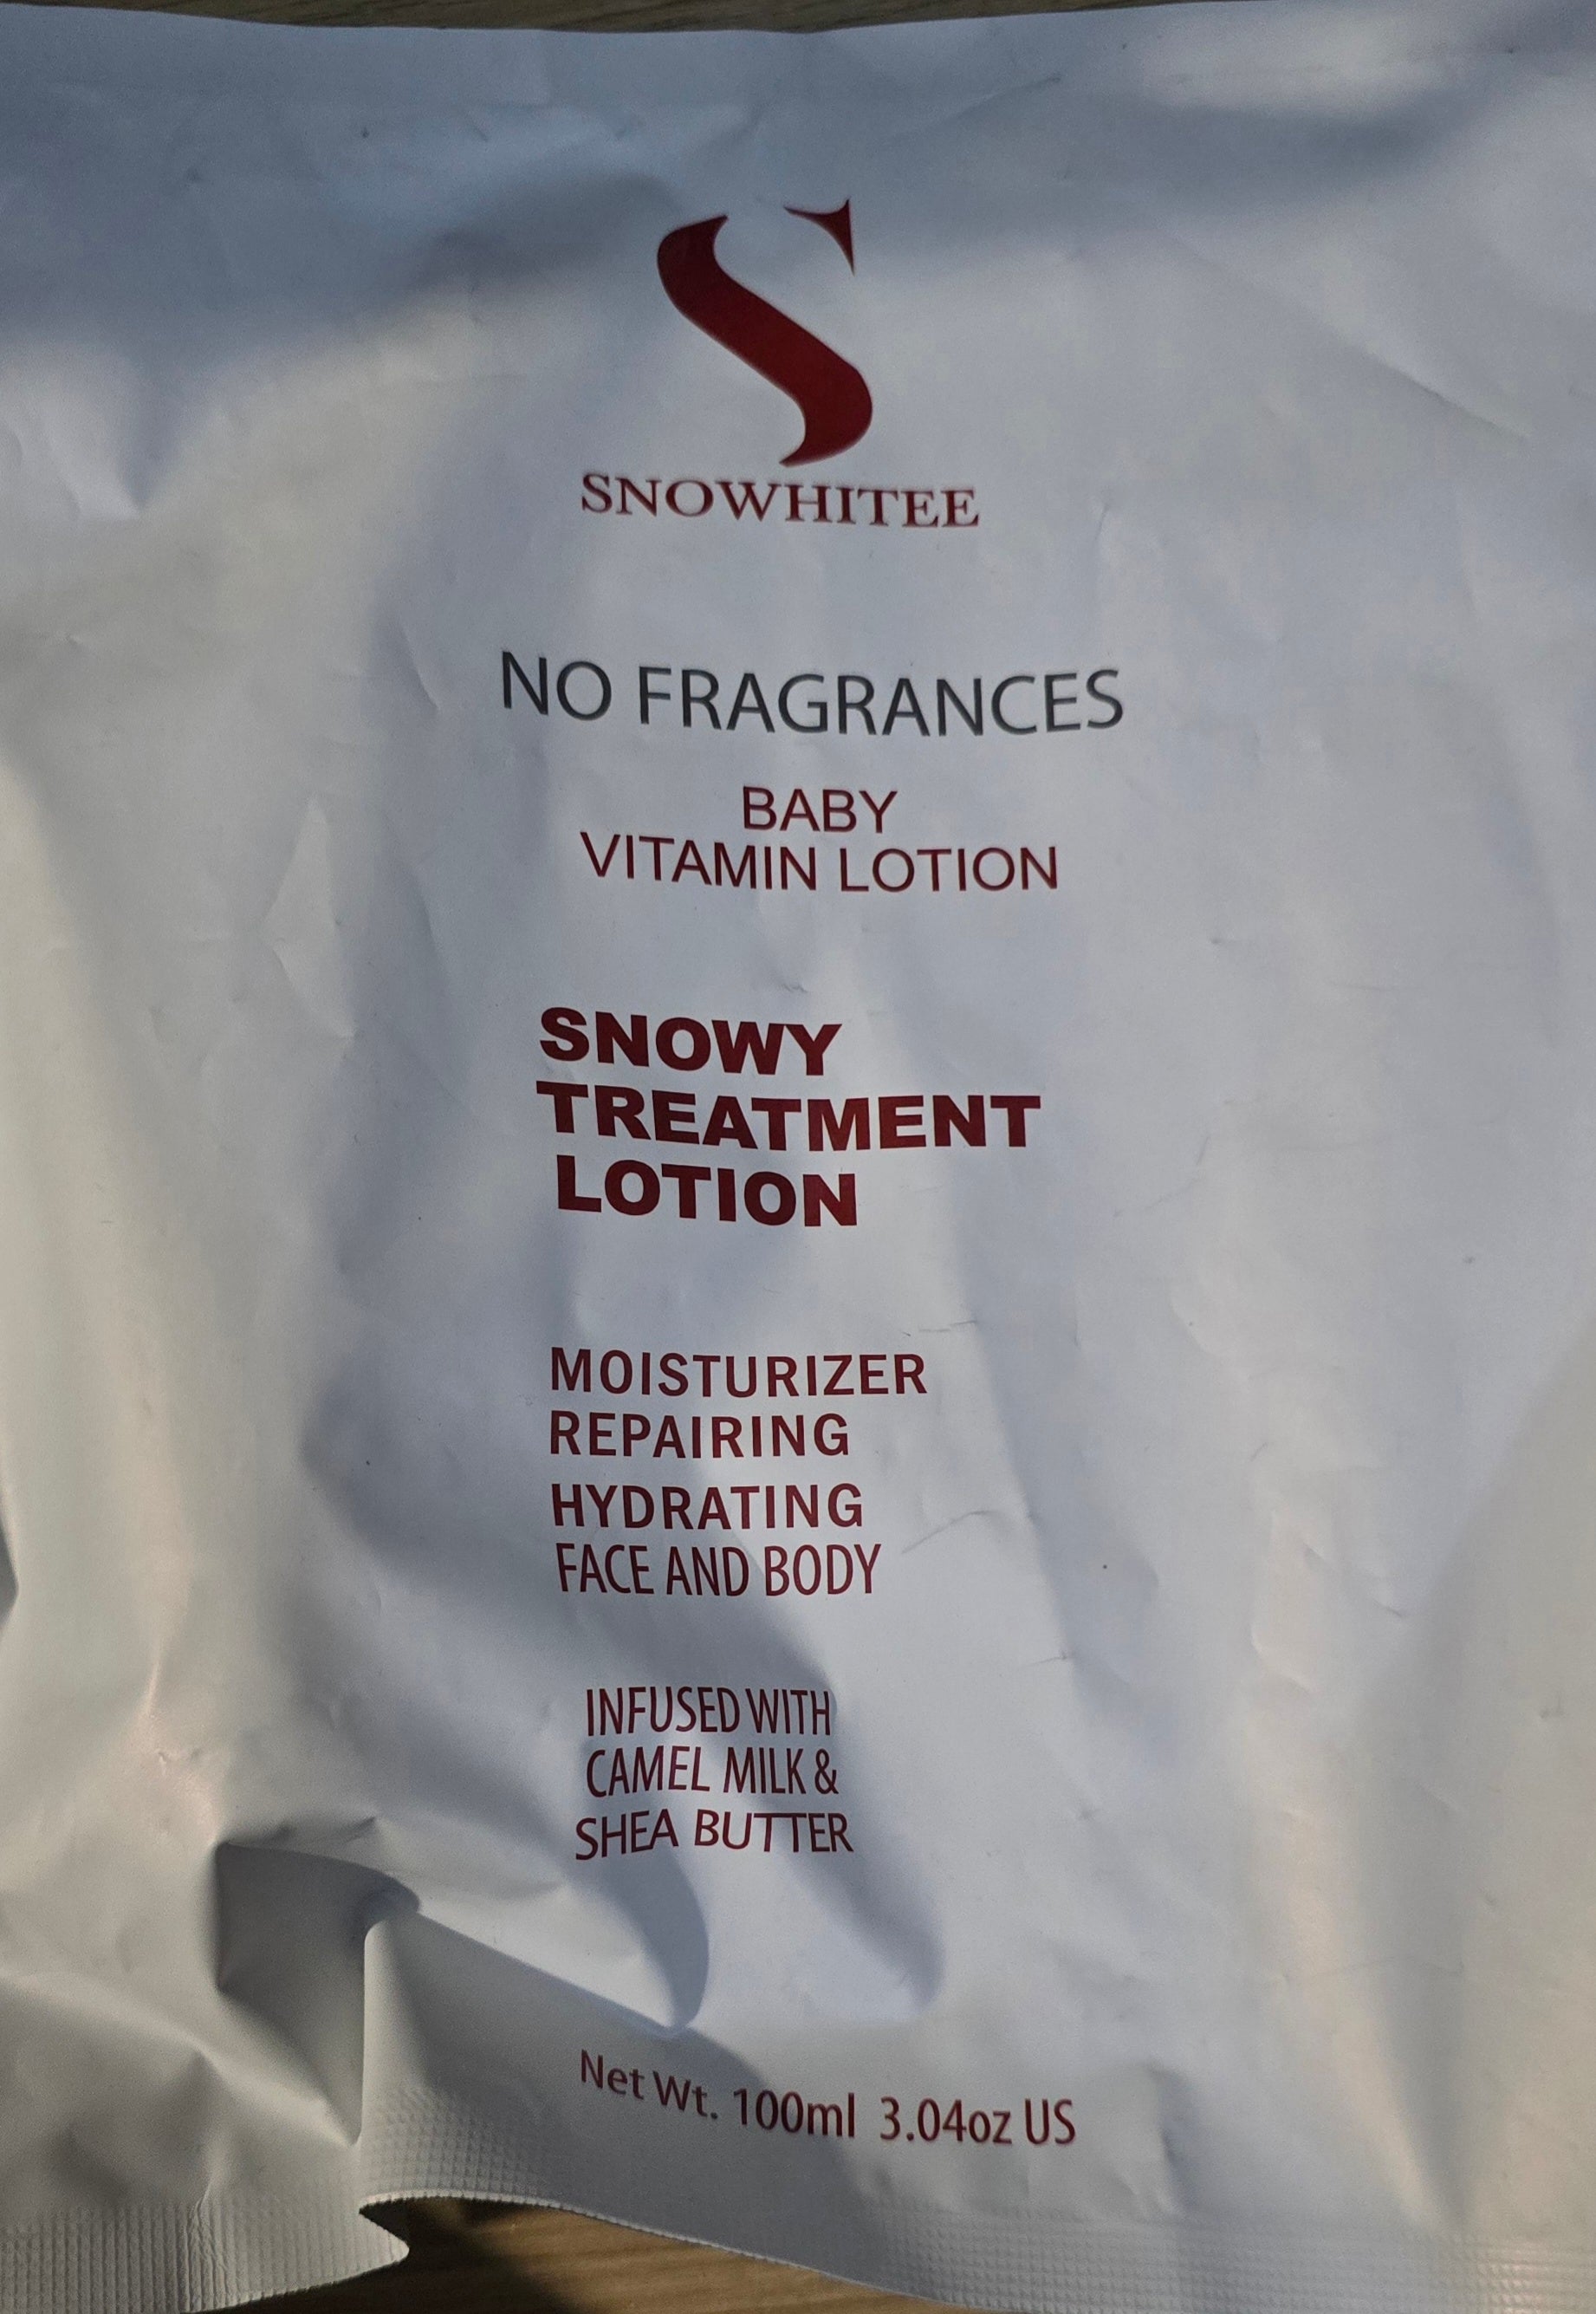 S
SNOWHITEE
NO FRAGRANCES
BABY
VITAMIN LOTION
SNOWY
TREATMENT
LOTION
MOISTURIZER
REPAIRING
HYDRATING
FACE AND BODY
INFUSED WITH
CAMEL MILK &
SHEA BUTTER
Net Wt. 100ml 3.04oz US